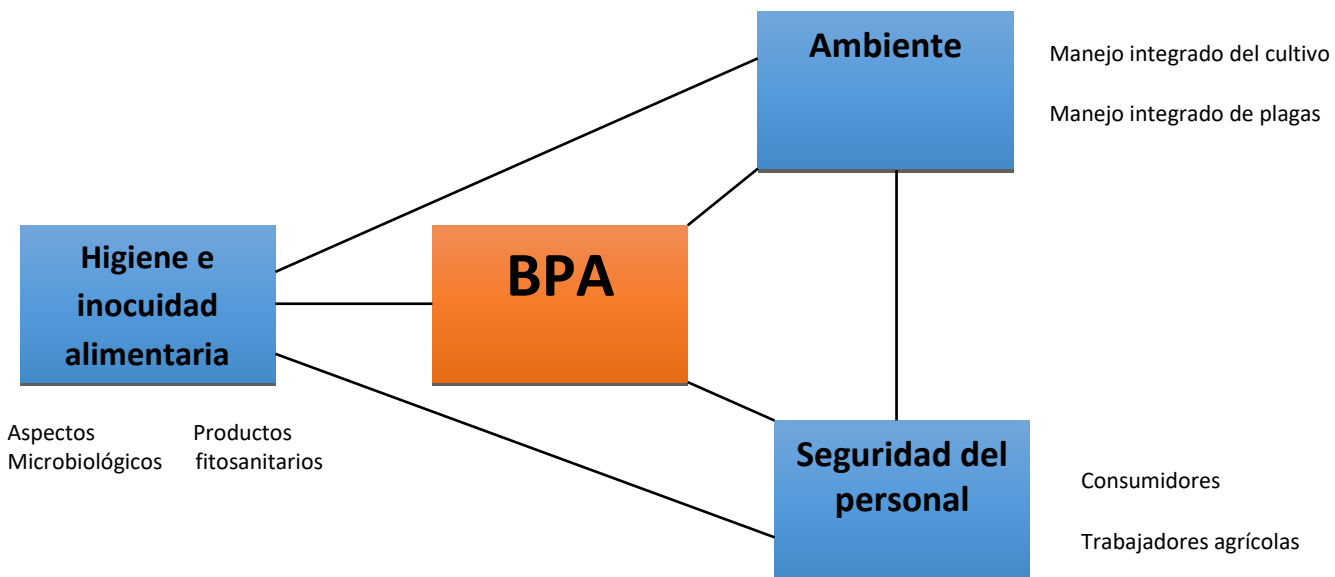 Ambiente
Manejo integrado del cultivo
Manejo integrado de plagas
Higiene e
inocuidad
alimentaria
BPA
Aspectos
Microbiológicos
Productos
fitosanitarios
Seguridad del
personal
Consumidores
Trabajadores agrícolas